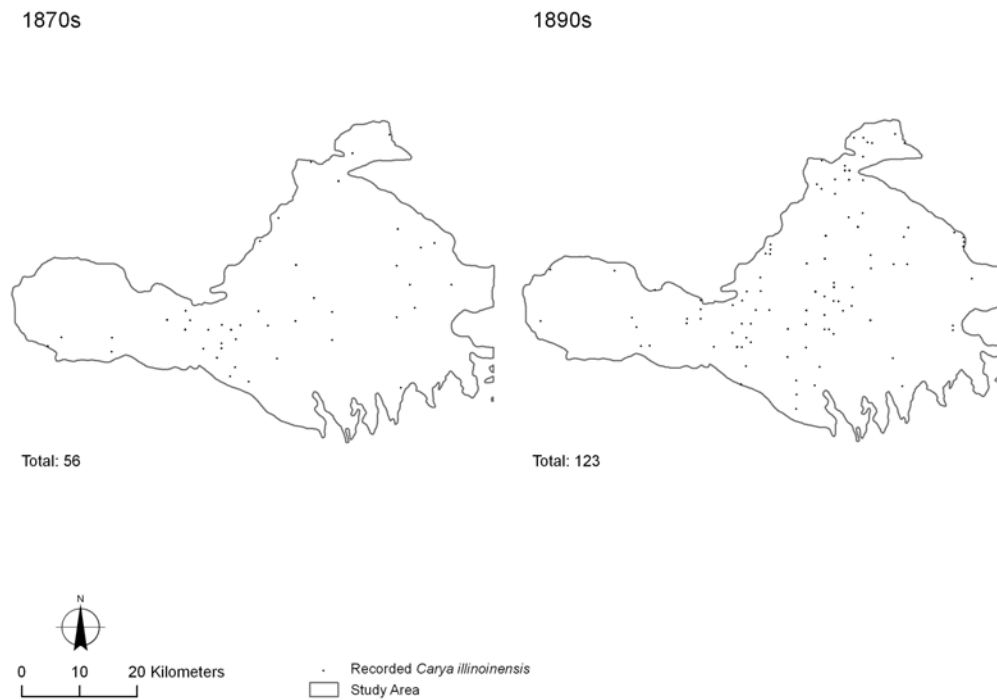 1870s
1890s
Total: 56
Total: 123
N
0 10 20 Kilometers
Recorded Carya illinoinensis
Study Area